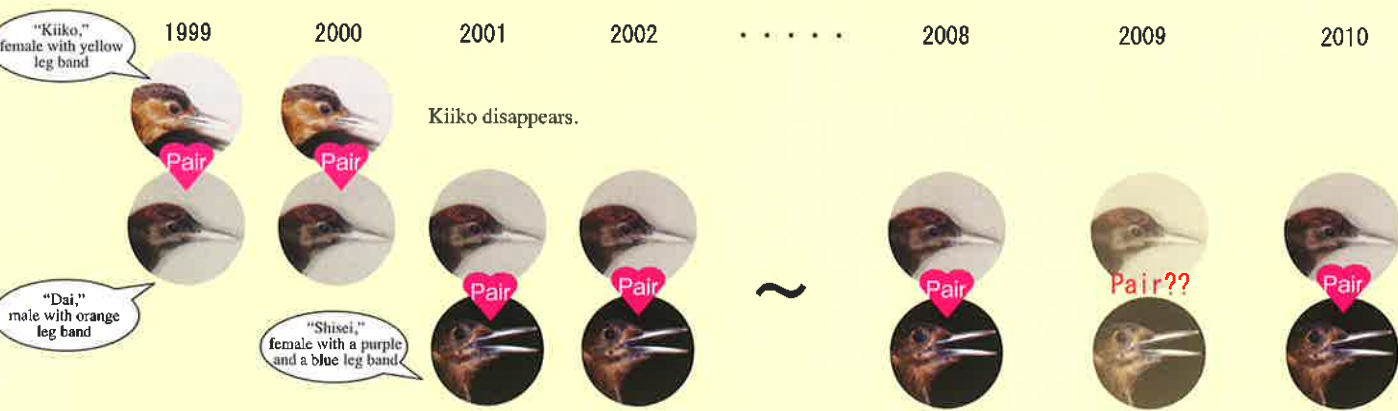 "Kiiko,"
female with yellow
leg band
1999
2000
2001
2002
.....
2008
2009
2010
Kiiko disappears.
Pair
Pair
"Dai,"
male with orange
leg band
"Shisei,"
female with a purple
and a blue leg band
Pair
Pair
~
Pair
Pair??
Pair